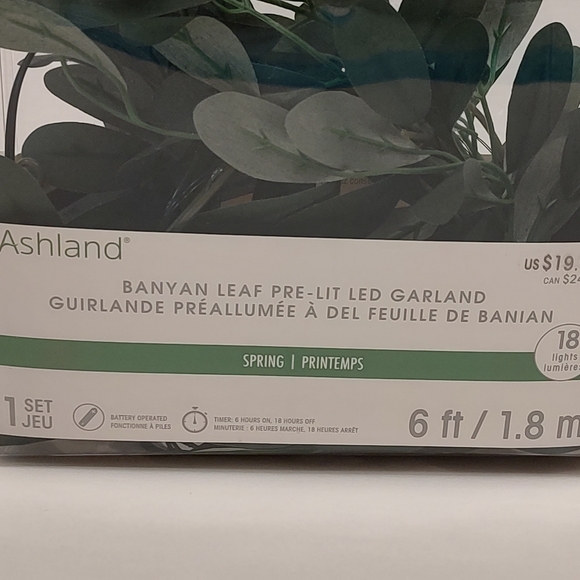 Ashland®
US $19.
CAN $24
BANYAN LEAF PRE-LIT LED GARLAND
GUIRLANDE PRÉALLUMÉE À DEL FEUILLE DE BANIAN
18
lights
lumières
SPRING | PRINTEMPS
1 SET
JEU
BATTERY OPERATED
FONCTIONNE À PILES
TIMER: 6 HOURS ON, 18 HOURS OFF
MINUTERIE : 6 HEURES MARCHE, 18 HEURES ARRÊT
6 ft / 1.8 m